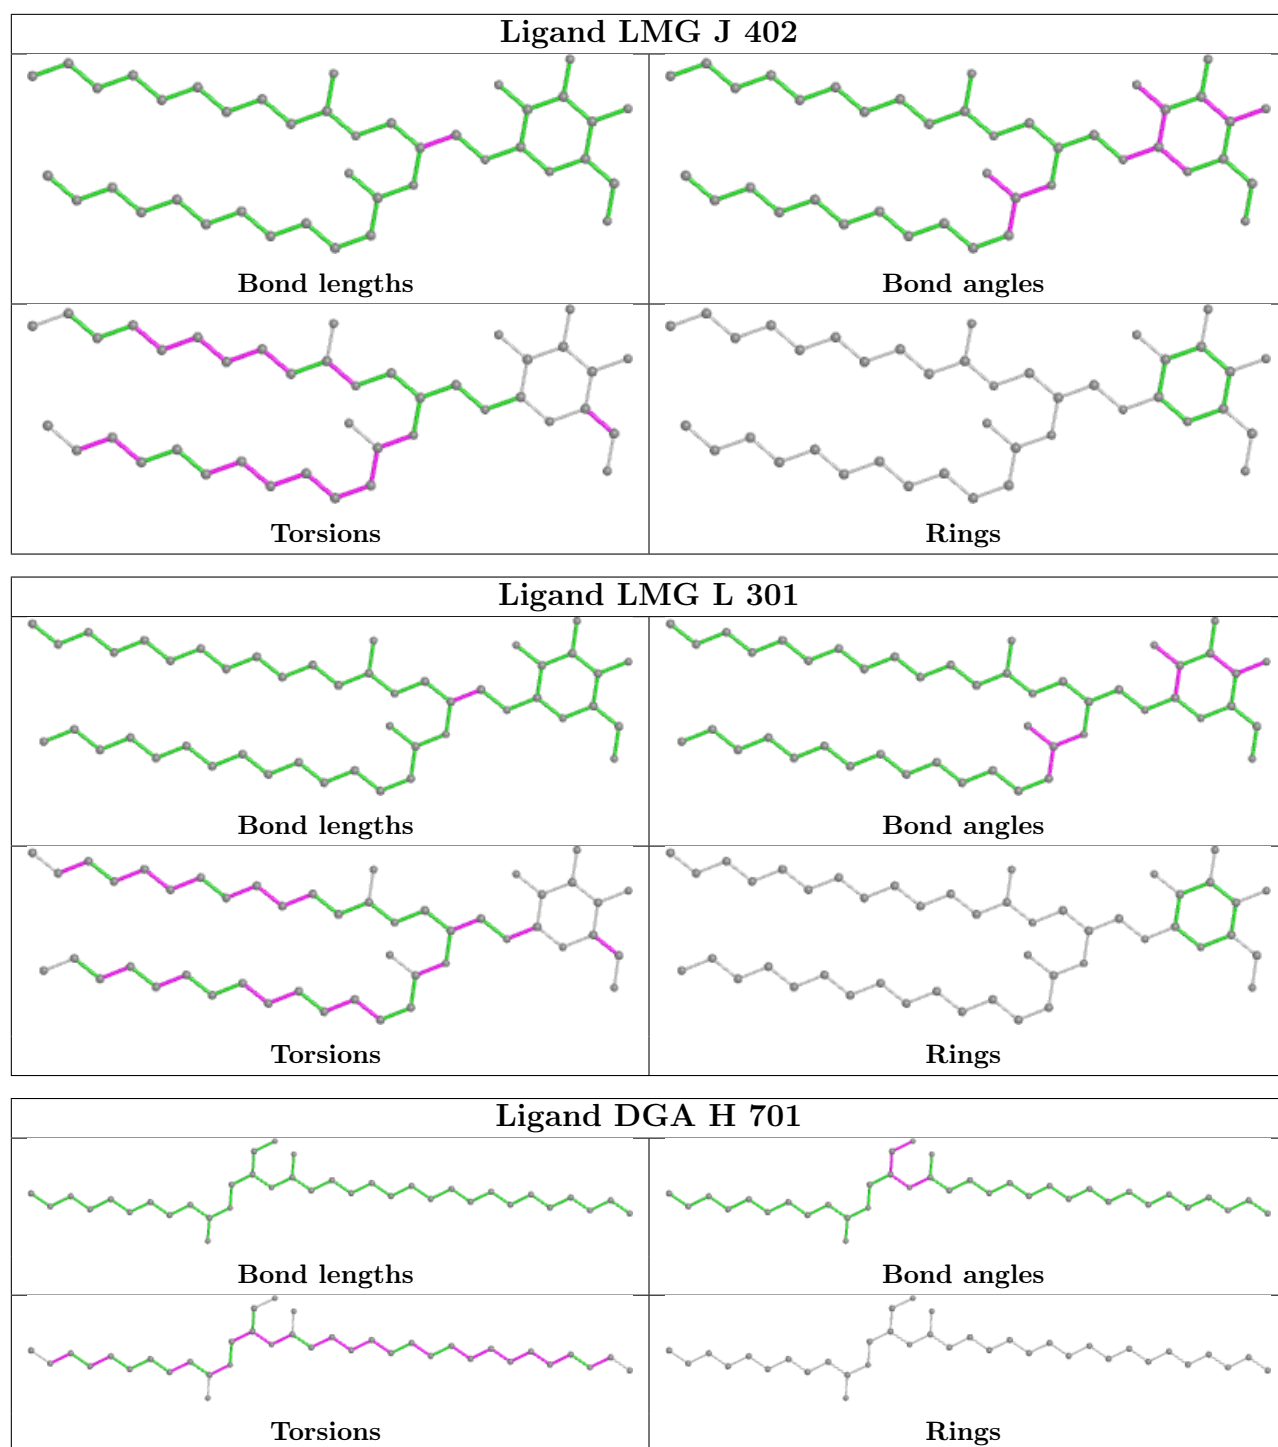 Ligand LMG J 402
Bond lengths
Bond angles
Torsions
Rings
Ligand LMG L 301
Bond lengths
Bond angles
Torsions
Rings
Ligand DGA H 701
Bond lengths
Bond angles
Torsions
Rings